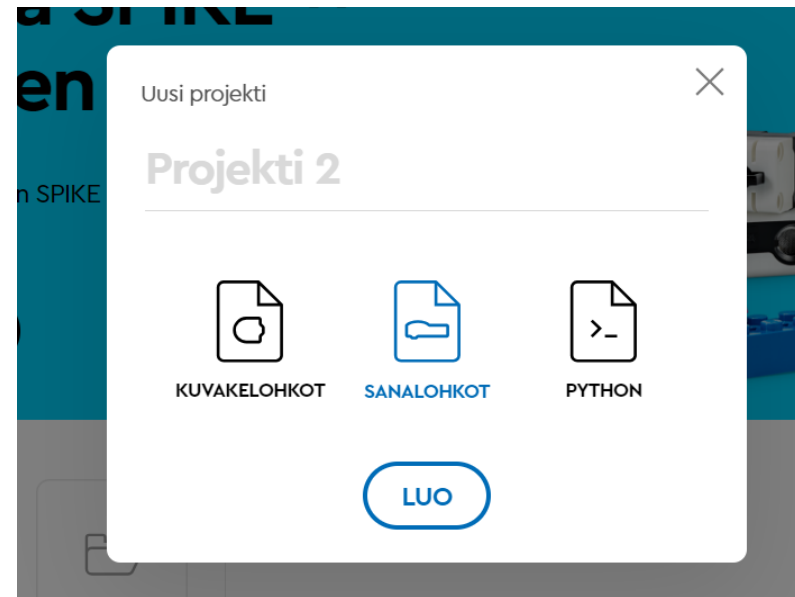 a SPIKE –
en
n SPIKE
Uusi projekti
Projekti 2
>_
KUVAKELOHKOT
SANALOHKOT
PYTHON
LUO